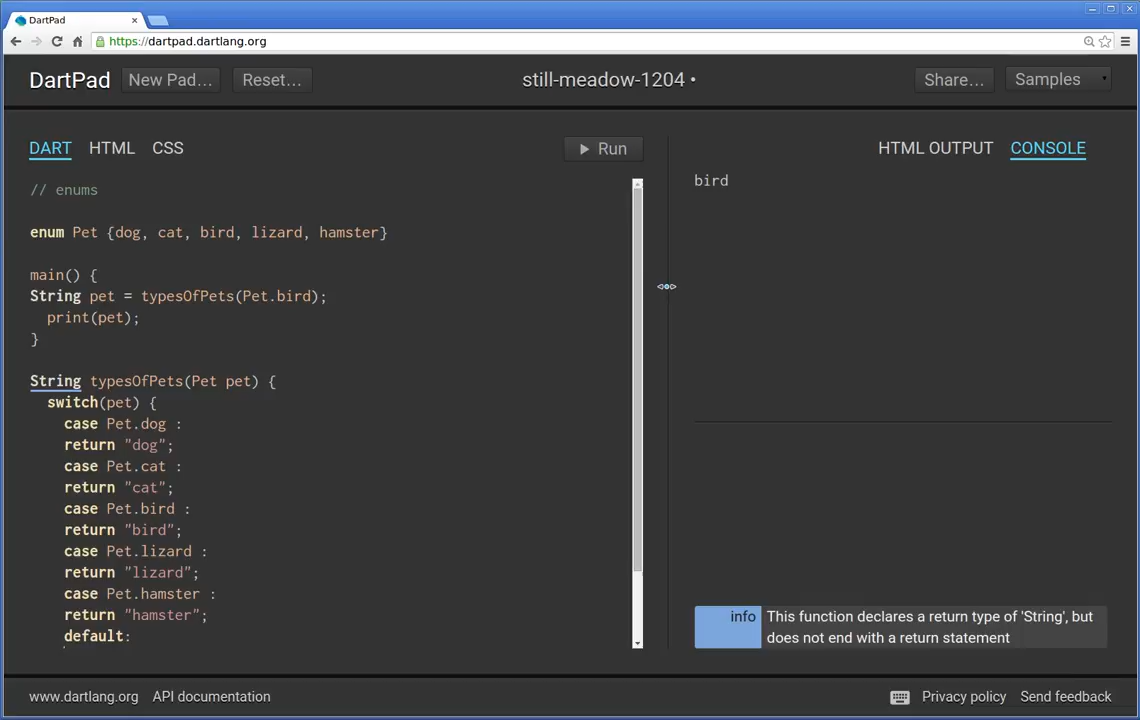 DartPad
https://dartpad.dartlang.org
DartPad New Pad... Reset... still-meadow-1204 • Share... Samples
DART HTML CSS Run HTML OUTPUT CONSOLE
// enums
enum Pet {dog, cat, bird, lizard, hamster}
main() {
String pet = typesOfPets(Pet.bird);
print(pet);
}
String typesOfPets(Pet pet) {
switch(pet) {
case Pet.dog :
return "dog";
case Pet.cat :
return "cat";
case Pet.bird :
return "bird";
case Pet.lizard :
return "lizard";
case Pet.hamster :
return "hamster";
default:
bird
info This function declares a return type of 'String', but
does not end with a return statement
www.dartlang.org API documentation Privacy policy Send feedback